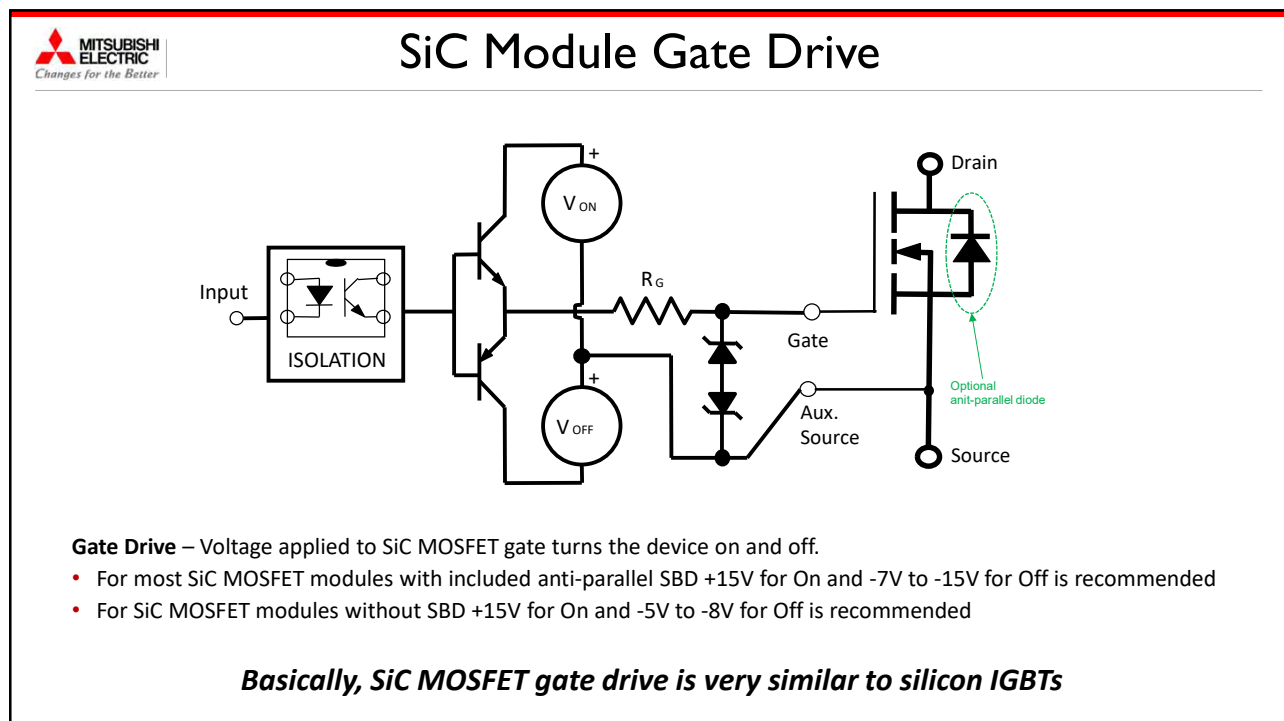 MITSUBISHI
ELECTRIC
Changes for the Better
SiC Module Gate Drive
+
V ON
Drain
Input
ISOLATION
R G
Gate
+
V OFF
Aux.
Source
Optional
anit-parallel diode
Source
Gate Drive – Voltage applied to SiC MOSFET gate turns the device on and off.
• For most SiC MOSFET modules with included anti-parallel SBD +15V for On and -7V to -15V for Off is recommended
• For SiC MOSFET modules without SBD +15V for On and -5V to -8V for Off is recommended
Basically, SiC MOSFET gate drive is very similar to silicon IGBTs